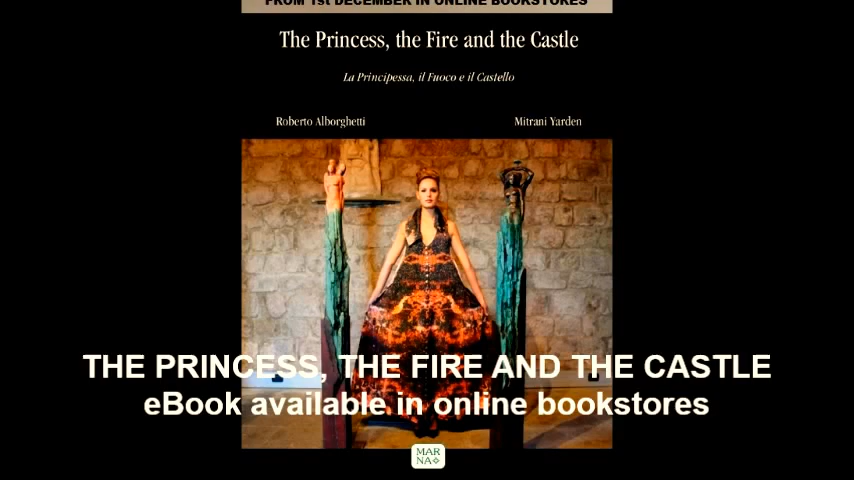 FROM 1st DECEMBER IN ONLINE BOOKSTORES
The Princess, the Fire and the Castle
La Principessa, il Fuoco e il Castello
Roberto Alborghetti Mitrani Yarden
THE PRINCESS, THE FIRE AND THE CASTLE
eBook available in online bookstores
MAR
NA